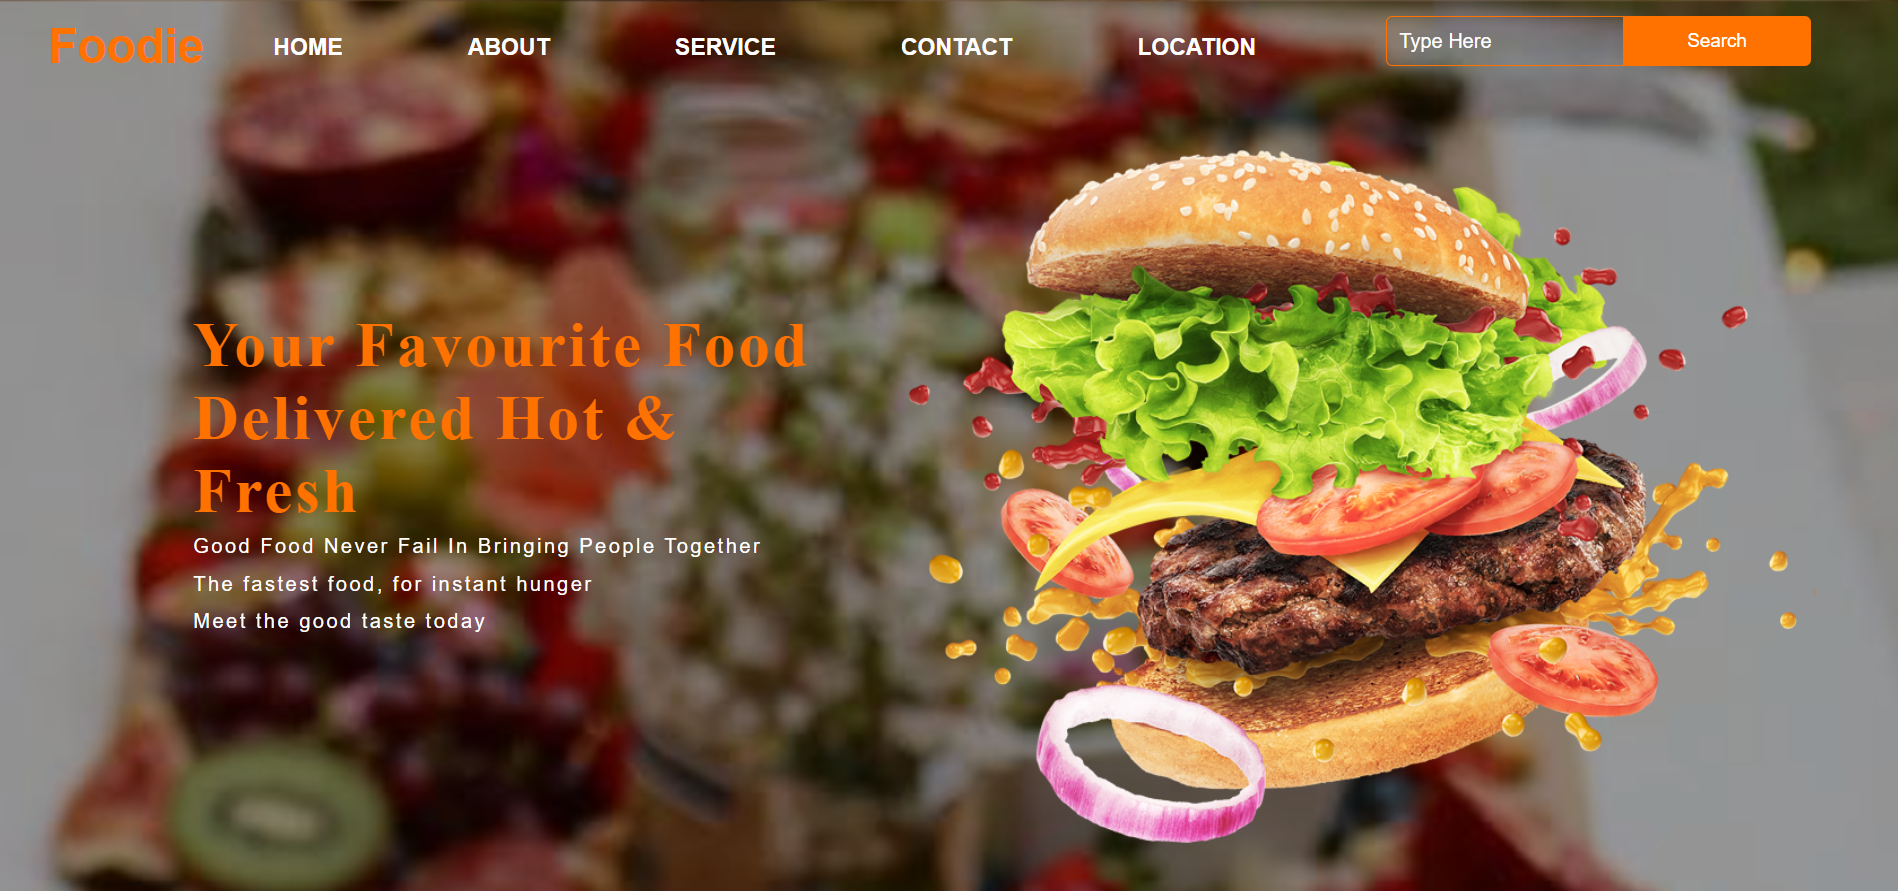 Foodie HOME ABOUT SERVICE CONTACT LOCATION Type Here Search
Your Favourite Food
Delivered Hot &
Fresh
Good Food Never Fail In Bringing People Together
The fastest food, for instant hunger
Meet the good taste today